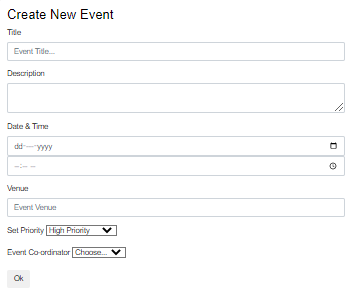 Create New Event
Title
Event Title...
Description
Date & Time
dd-----yyyy
--:-- --
Venue
Event Venue
Set Priority High Priority
Event Co-ordinator Choose...
Ok